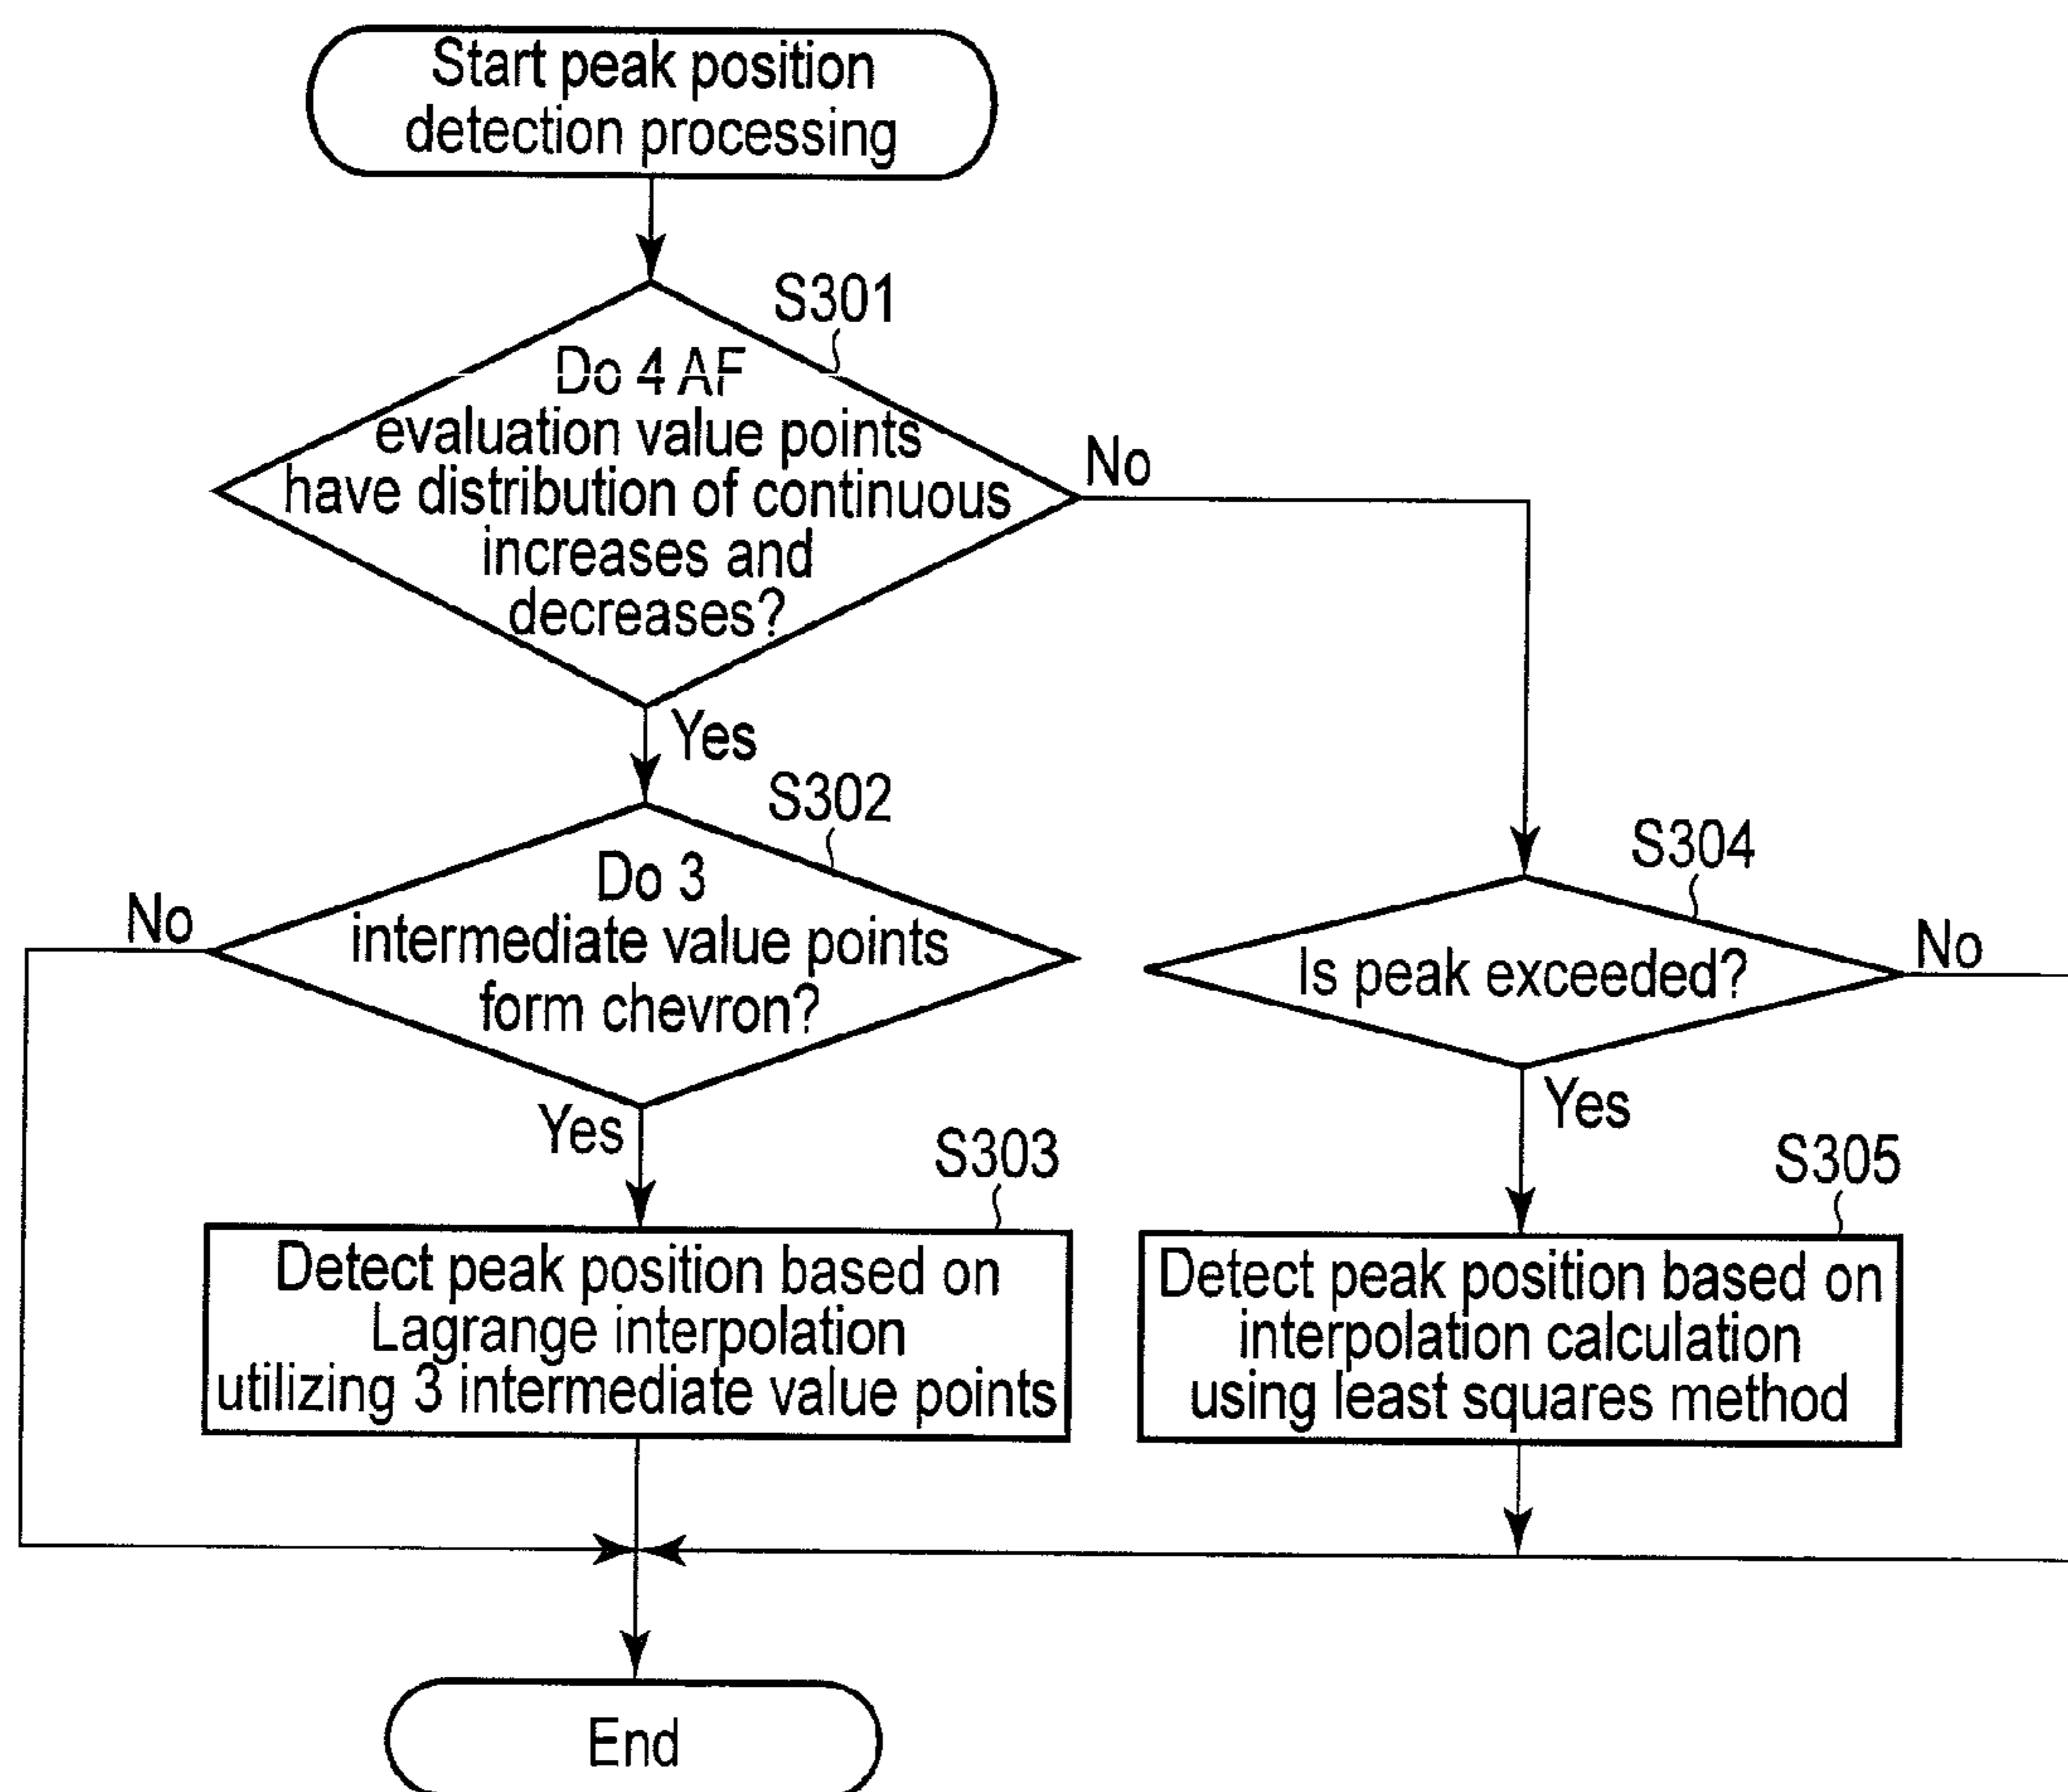 Start peak position
detection processing
S301
Do 4 AF
evaluation value points
have distribution of continuous
increases and
decreases?
No
Yes
S302
Do 3
intermediate value points
form chevron?
No
Yes
S304
Is peak exceeded?
No
Yes
S303
Detect peak position based on
Lagrange interpolation
utilizing 3 intermediate value points
S305
Detect peak position based on
interpolation calculation
using least squares method
End